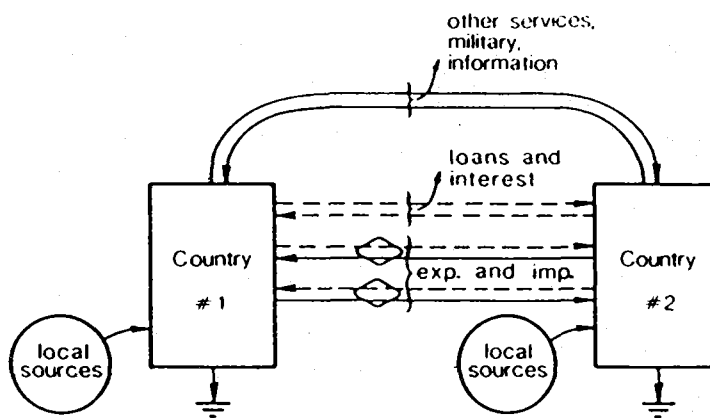 other services,
military,
information
loans and
interest
Country
#1
exp. and imp.
Country
#2
local
sources
local
sources